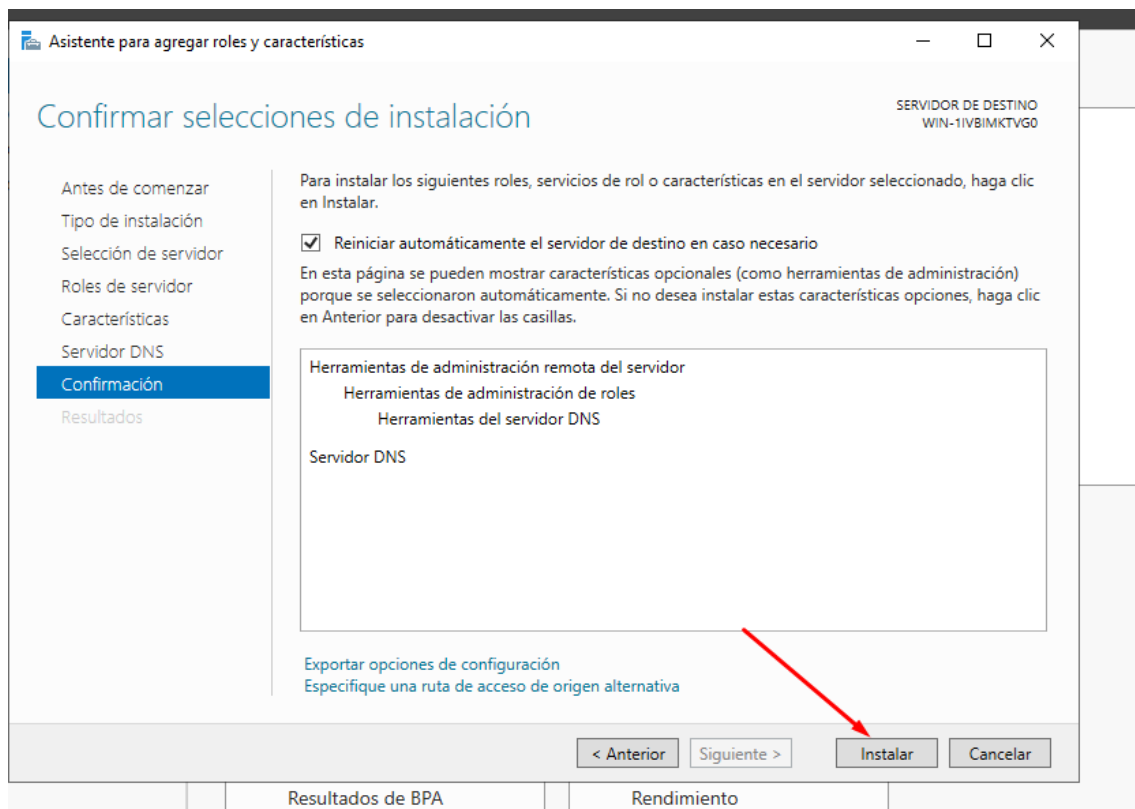 Asistente para agregar roles y características
Confirmar selecciones de instalación
SERVIDOR DE DESTINO
WIN-1IVBIMKTVG0
Antes de comenzar
Tipo de instalación
Selección de servidor
Roles de servidor
Características
Servidor DNS
Confirmación
Resultados
Para instalar los siguientes roles, servicios de rol o características en el servidor seleccionado, haga clic
en Instalar.
Reiniciar automáticamente el servidor de destino en caso necesario
En esta página se pueden mostrar características opcionales (como herramientas de administración)
porque se seleccionaron automáticamente. Si no desea instalar estas características opciones, haga clic
en Anterior para desactivar las casillas.
Herramientas de administración remota del servidor
Herramientas de administración de roles
Herramientas del servidor DNS
Servidor DNS
Exportar opciones de configuración
Especifique una ruta de acceso de origen alternativa
< Anterior
Siguiente >
Instalar
Cancelar
Resultados de BPA
Rendimiento